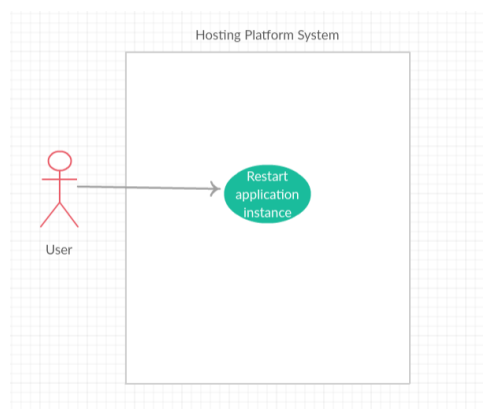 Hosting Platform System
Restart
application
instance
User